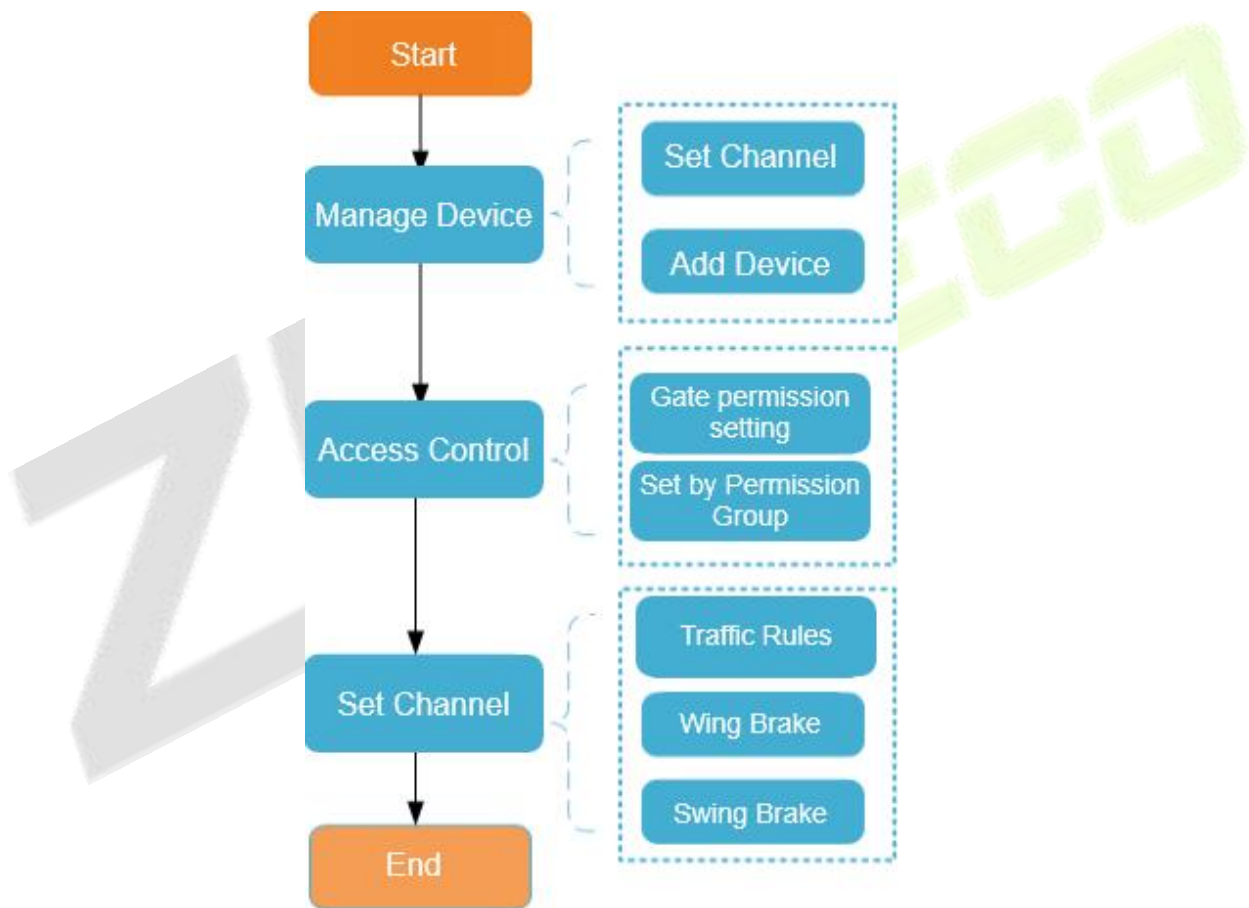 Start
Manage Device
Set Channel
Add Device
Access Control
Gate permission
setting
Set by Permission
Group
Set Channel
Traffic Rules
Wing Brake
Swing Brake
End